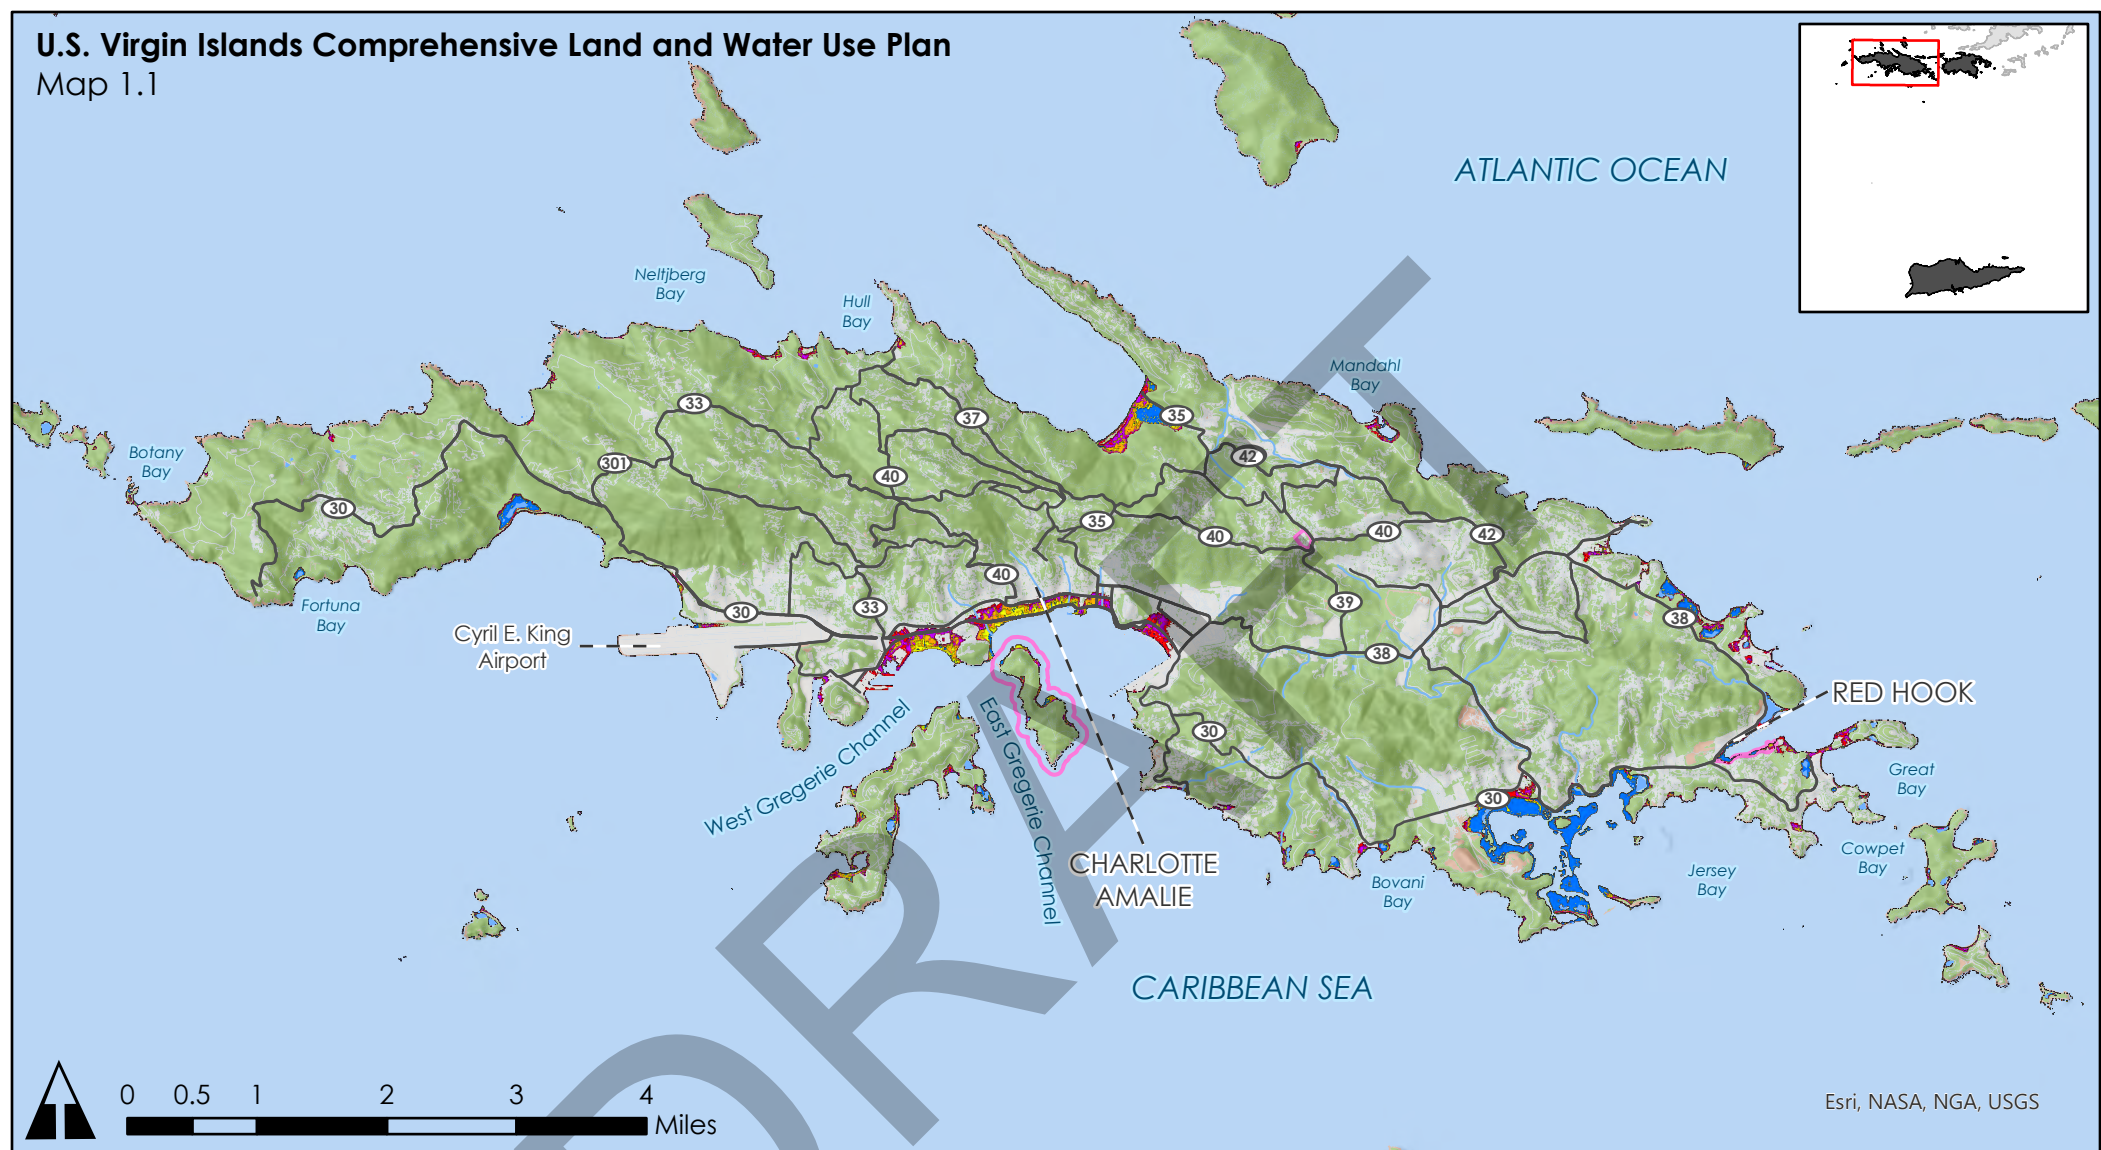 U.S. Virgin Islands Comprehensive Land and Water Use Plan
Map 1.1
ATLANTIC OCEAN
Neltjberg
Bay
Hull
Bay
Mandahl
Bay
33
37
35
42
Botany
Bay
301
40
30
35
40
40
42
Fortuna
Bay
40
30
33
39
38
38
Cyril E. King
Airport
30
RED HOOK
West Gregerie Channel
East Gregerie Channel
30
Great
Bay
Cowpet
Bay
Jersey
Bay
Bovani
Bay
CHARLOTTE
AMALIE
CARIBBEAN SEA
DRAFT
0 0.5 1 2 3 4
Miles
Esri, NASA, NGA, USGS